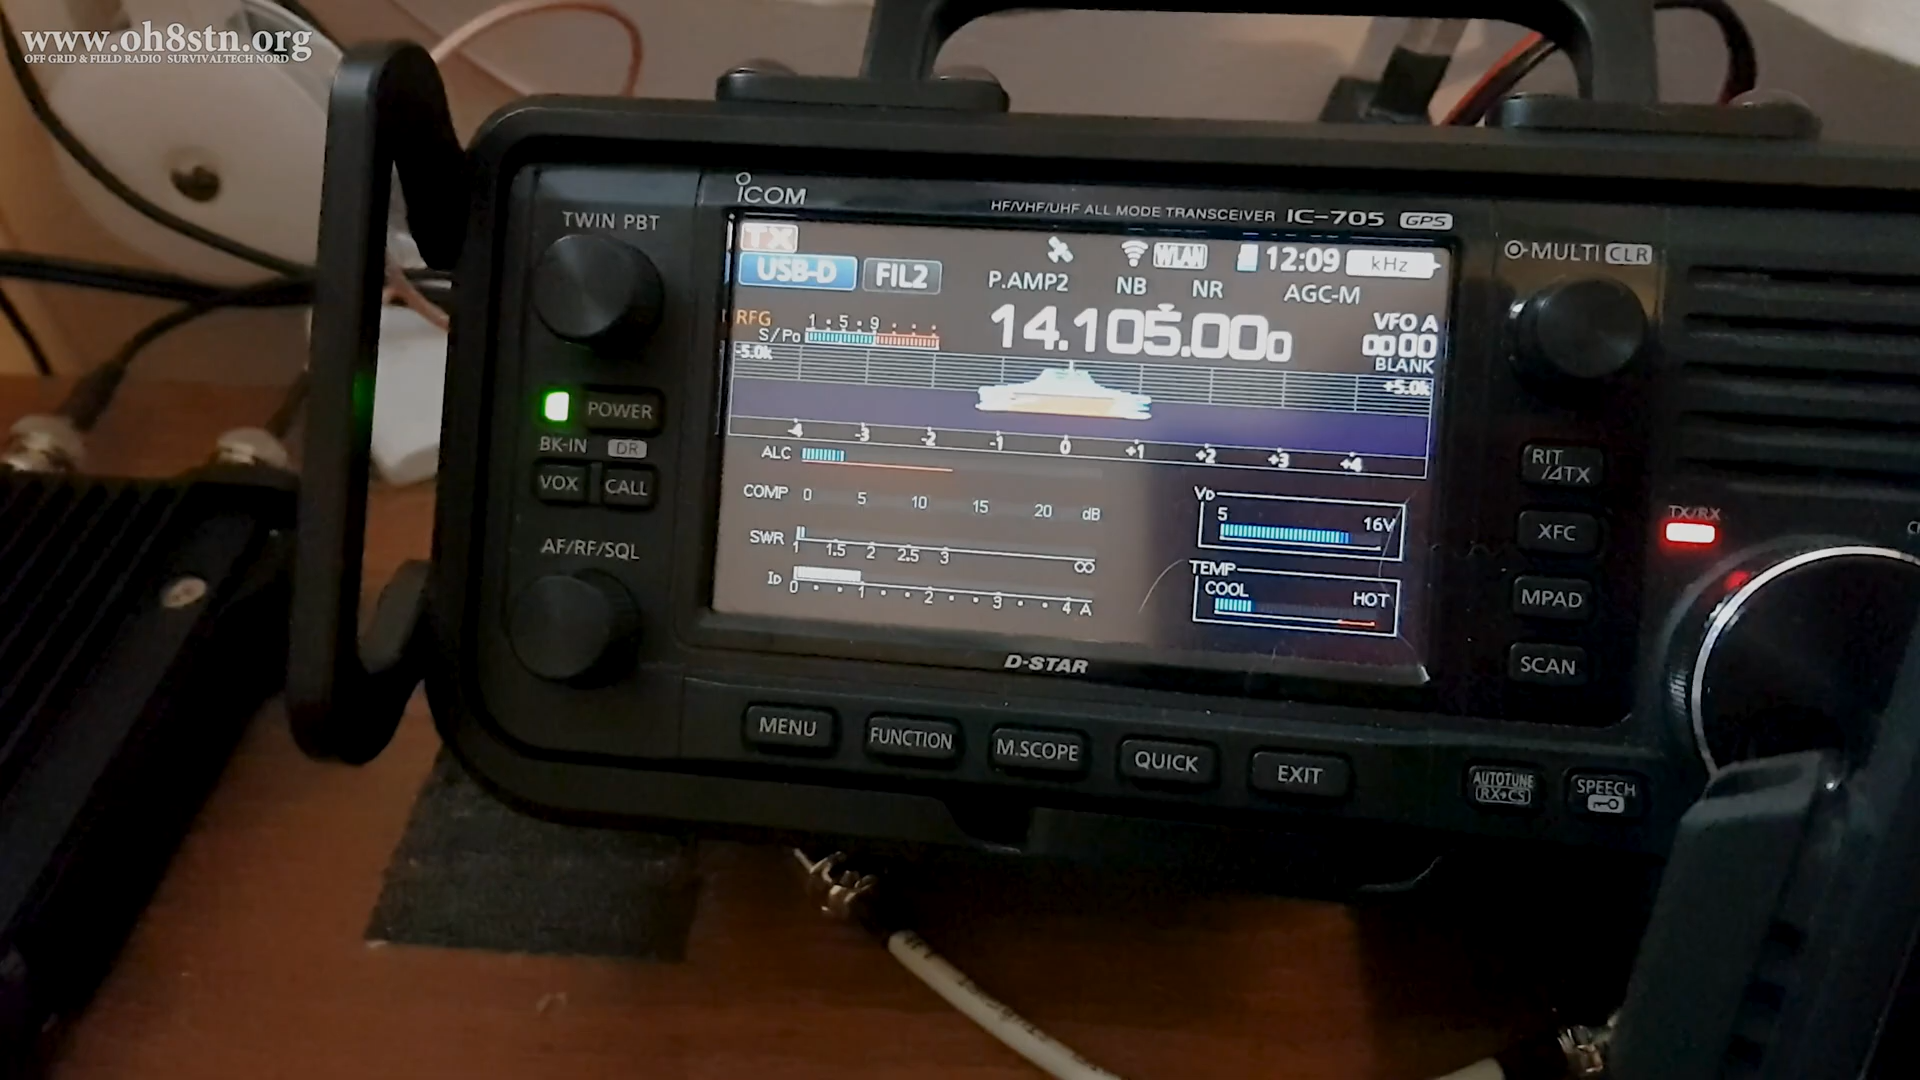 www.oh8stn.org
OFF GRID & FIELD RADIO SURVIVALTECH NORD
ICOM
HF/VHF/UHF ALL MODE TRANSCEIVER IC-705 GPS
TWIN PBT
MULTI CLR
TX
WLAN 12:09 kHz
USB-D FIL2 P.AMP2 NB NR AGC-M
RFG
S/Po 1 5 9
14.105.000
VFO A
0000
BLANK
-5.0k +5.0k
-4 -3 -2 -1 0 +1 +2 +3 +4
POWER
BK-IN DR
VOX CALL
AF/RF/SQL
ALC
COMP 0 5 10 15 20 dB
SWR 1 1.5 2 2.5 3 ∞
ID 0 1 2 3 4 A
VD
5 16V
TEMP
COOL HOT
RIT
/⊿TX
XFC
MPAD
SCAN
TX/RX
D-STAR
MENU FUNCTION M.SCOPE QUICK EXIT
AUTOTUNE
RX→CS
SPEECH